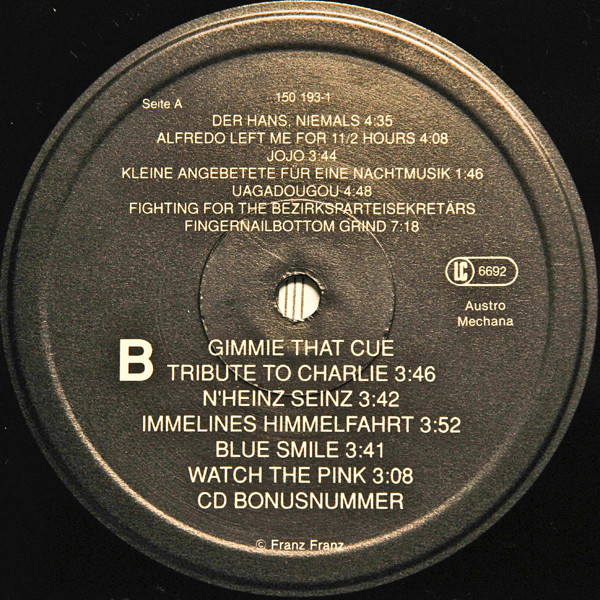 Seite A
150 193-1
DER HANS, NIEMALS 4:35
ALFREDO LEFT ME FOR 11/2 HOURS 4:08
JOJO 3:44
KLEINE ANGEBETETE FÜR EINE NACHTMUSIK 1:46
UAGADOUGOU 4:48
FIGHTING FOR THE BEZIRKSPARTEISEKRETÄRS
FINGERNAILBOTTOM GRIND 7:18
LC 6692
Austro
Mechana
B
GIMMIE THAT CUE
TRIBUTE TO CHARLIE 3:46
N'HEINZ SEINZ 3:42
IMMELINES HIMMELFAHRT 3:52
BLUE SMILE 3:41
WATCH THE PINK 3:08
CD BONUSNUMMER
© Franz Franz